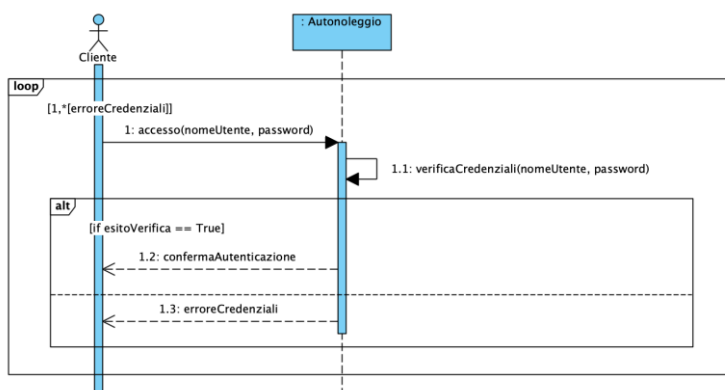 : Autonoleggio
Cliente
loop
[1,*[erroreCredenziali]]
1: accesso(nomeUtente, password)
1.1: verificaCredenziali(nomeUtente, password)
alt
[if esitoVerifica == True]
1.2: confermaAutenticazione
1.3: erroreCredenziali